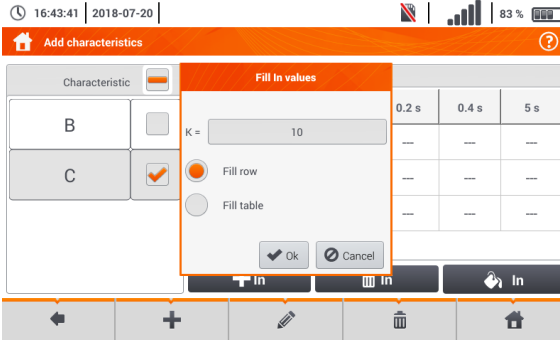 16:43:41 2018-07-20 83 %
Add characteristics ?
Characteristic
Fill In values
0.2 s 0.4 s 5 s
B
K = 10
---
C
Fill row
---
Fill table
---
Ok Cancel
In In In